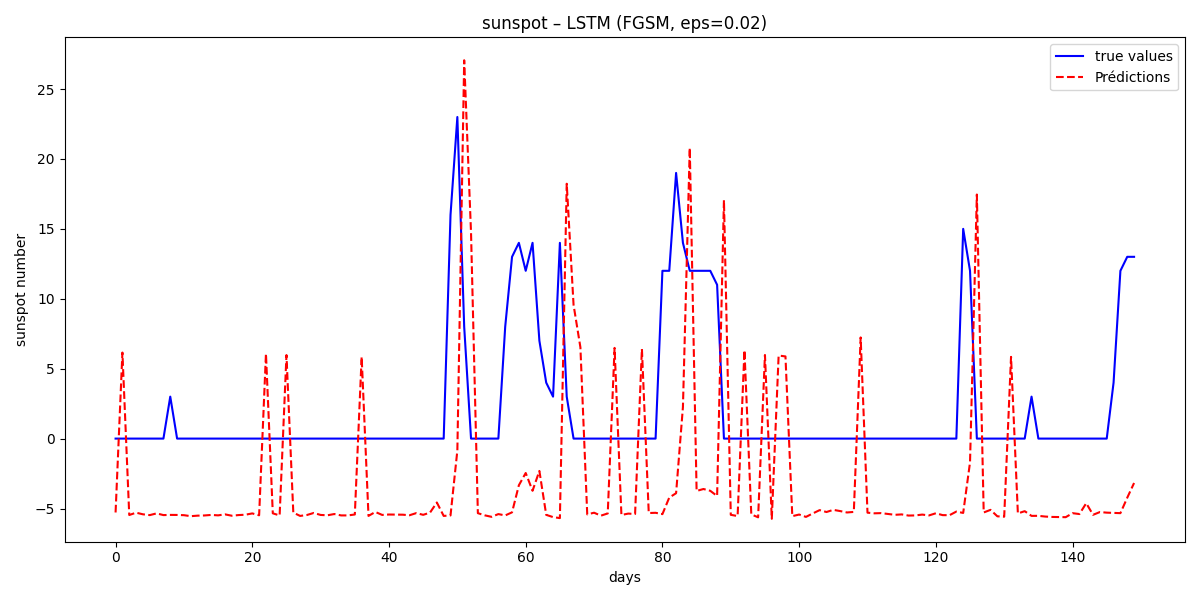 sunspot – LSTM (FGSM, eps=0.02)
true values
Prédictions
sunspot number
25
20
15
10
5
0
−5
0 20 40 60 80 100 120 140
days